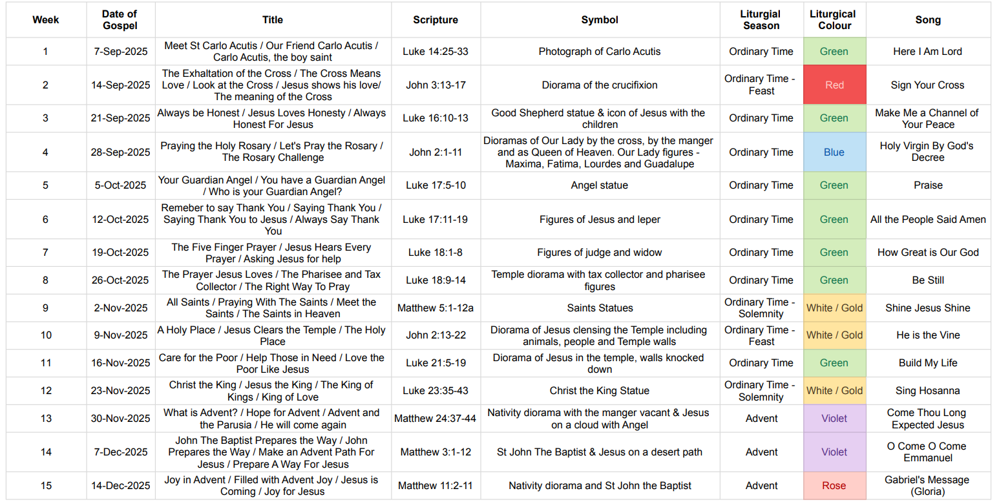 Week
Date of
Gospel
Title
Scripture
Symbol
Liturgial
Season
Liturgical
Colour
Song
1
7-Sep-2025
Meet St Carlo Acutis / Our Friend Carlo Acutis /
Carlo Acutis, the boy saint
Luke 14:25-33
Photograph of Carlo Acutis
Ordinary Time
Green
Here I Am Lord
2
14-Sep-2025
The Exhaltation of the Cross / The Cross Means
Love / Look at the Cross / Jesus shows his love/
The meaning of the Cross
John 3:13-17
Diorama of the crucifixion
Ordinary Time -
Feast
Red
Sign Your Cross
3
21-Sep-2025
Always be Honest / Jesus Loves Honesty / Always
Honest For Jesus
Luke 16:10-13
Good Shepherd statue & icon of Jesus with the
children
Ordinary Time
Green
Make Me a Channel of
Your Peace
4
28-Sep-2025
Praying the Holy Rosary / Let's Pray the Rosary /
The Rosary Challenge
John 2:1-11
Dioramas of Our Lady by the cross, by the manger
and as Queen of Heaven. Our Lady figures -
Maxima, Fatima, Lourdes and Guadalupe
Ordinary Time
Blue
Holy Virgin By God's
Decree
5
5-Oct-2025
Your Guardian Angel / You have a Guardian Angel
/ Who is your Guardian Angel?
Luke 17:5-10
Angel statue
Ordinary Time
Green
Praise
6
12-Oct-2025
Remeber to say Thank You / Saying Thank You /
Saying Thank You to Jesus / Always Say Thank
You
Luke 17:11-19
Figures of Jesus and leper
Ordinary Time
Green
All the People Said Amen
7
19-Oct-2025
The Five Finger Prayer / Jesus Hears Every
Prayer / Asking Jesus for help
Luke 18:1-8
Figures of judge and widow
Ordinary Time
Green
How Great is Our God
8
26-Oct-2025
The Prayer Jesus Loves / The Pharisee and Tax
Collector / The Right Way To Pray
Luke 18:9-14
Temple diorama with tax collector and pharisee
figures
Ordinary Time
Green
Be Still
9
2-Nov-2025
All Saints / Praying With The Saints / Meet the
Saints / The Saints in Heaven
Matthew 5:1-12a
Saints Statues
Ordinary Time -
Solemnity
White / Gold
Shine Jesus Shine
10
9-Nov-2025
A Holy Place / Jesus Clears the Temple / The Holy
Place
John 2:13-22
Diorama of Jesus clensing the Temple including
animals, people and Temple walls
Ordinary Time -
Feast
White / Gold
He is the Vine
11
16-Nov-2025
Care for the Poor / Help Those in Need / Love the
Poor Like Jesus
Luke 21:5-19
Diorama of Jesus in the temple, walls knocked
down
Ordinary Time
Green
Build My Life
12
23-Nov-2025
Christ the King / Jesus the King / The King of
Kings / King of Love
Luke 23:35-43
Christ the King Statue
Ordinary Time -
Solemnity
White / Gold
Sing Hosanna
13
30-Nov-2025
What is Advent? / Hope for Advent / Advent and
the Parusia / He will come again
Matthew 24:37-44
Nativity diorama with the manger vacant & Jesus
on a cloud with Angel
Advent
Violet
Come Thou Long
Expected Jesus
14
7-Dec-2025
John The Baptist Prepares the Way / John
Prepares the Way / Make an Advent Path For
Jesus / Prepare A Way For Jesus
Matthew 3:1-12
St John The Baptist & Jesus on a desert path
Advent
Violet
O Come O Come
Emmanuel
15
14-Dec-2025
Joy in Advent / Filled with Advent Joy / Jesus is
Coming / Joy for Jesus
Matthew 11:2-11
Nativity diorama and St John the Baptist
Advent
Rose
Gabriel's Message
(Gloria)